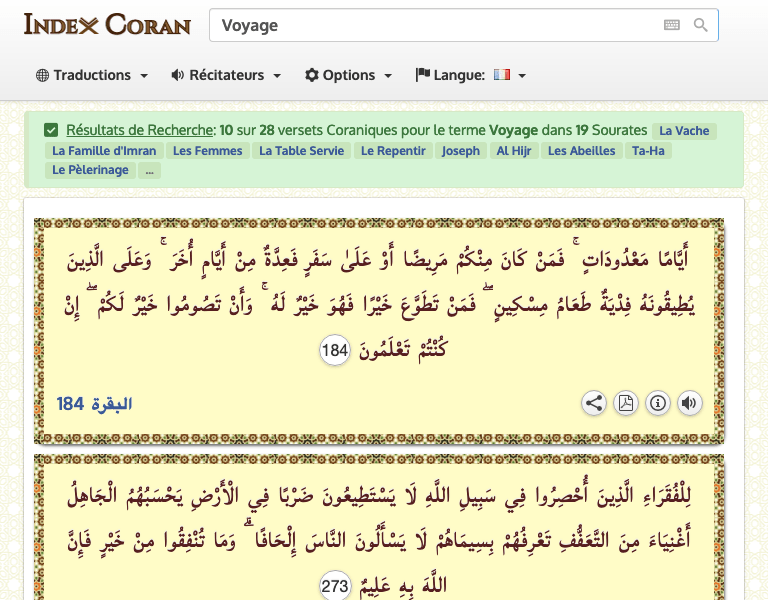 INDEX CORAN
Voyage
Traductions
Récitateurs
Options
Langue:
Résultats de Recherche: 10 sur 28 versets Coraniques pour le terme Voyage dans 19 Sourates La Vache
La Famille d'Imran Les Femmes La Table Servie Le Repentir Joseph Al Hijr Les Abeilles Ta-Ha
Le Pèlerinage ...
أَيَّامًا مَعْدُودَاتٍ ۚ فَمَنْ كَانَ مِنْكُمْ مَرِيضًا أَوْ عَلَىٰ سَفَرٍ فَعِدَّةٌ مِنْ أَيَّامٍ أُخَرَ ۚ وَعَلَى الَّذِينَ
يُطِيقُونَهُ فِدْيَةٌ طَعَامُ مِسْكِينٍ ۖ فَمَنْ تَطَوَّعَ خَيْرًا فَهُوَ خَيْرٌ لَهُ ۚ وَأَنْ تَصُومُوا خَيْرٌ لَكُمْ ۖ إِنْ
كُنْتُمْ تَعْلَمُونَ 184
البقرة 184
لِلْفُقَرَاءِ الَّذِينَ أُحْصِرُوا فِي سَبِيلِ اللَّهِ لَا يَسْتَطِيعُونَ ضَرْبًا فِي الْأَرْضِ يَحْسَبُهُمُ الْجَاهِلُ
أَغْنِيَاءَ مِنَ التَّعَفُّفِ تَعْرِفُهُمْ بِسِيمَاهُمْ لَا يَسْأَلُونَ النَّاسَ إِلْحَافًا ۗ وَمَا تُنْفِقُوا مِنْ خَيْرٍ فَإِنَّ
اللَّهَ بِهِ عَلِيمٌ 273